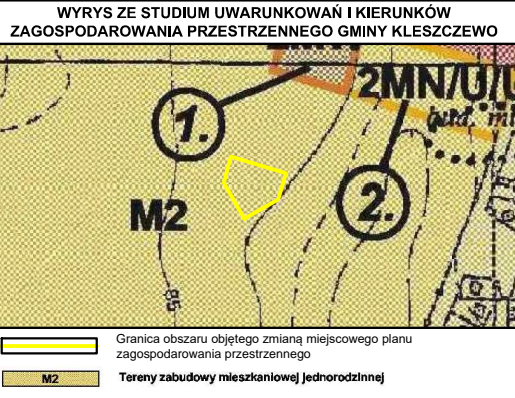 WYRYS ZE STUDIUM UWARUNKOWAŃ I KIERUNKÓW
ZAGOSPODAROWANIA PRZESTRZENNEGO GMINY KLESZCZEWO
2MN/U/U
1.
2.
M2
85
Granica obszaru objętego zmianą miejscowego planu
zagospodarowania przestrzennego
M2 Tereny zabudowy mieszkaniowej jednorodzinnej